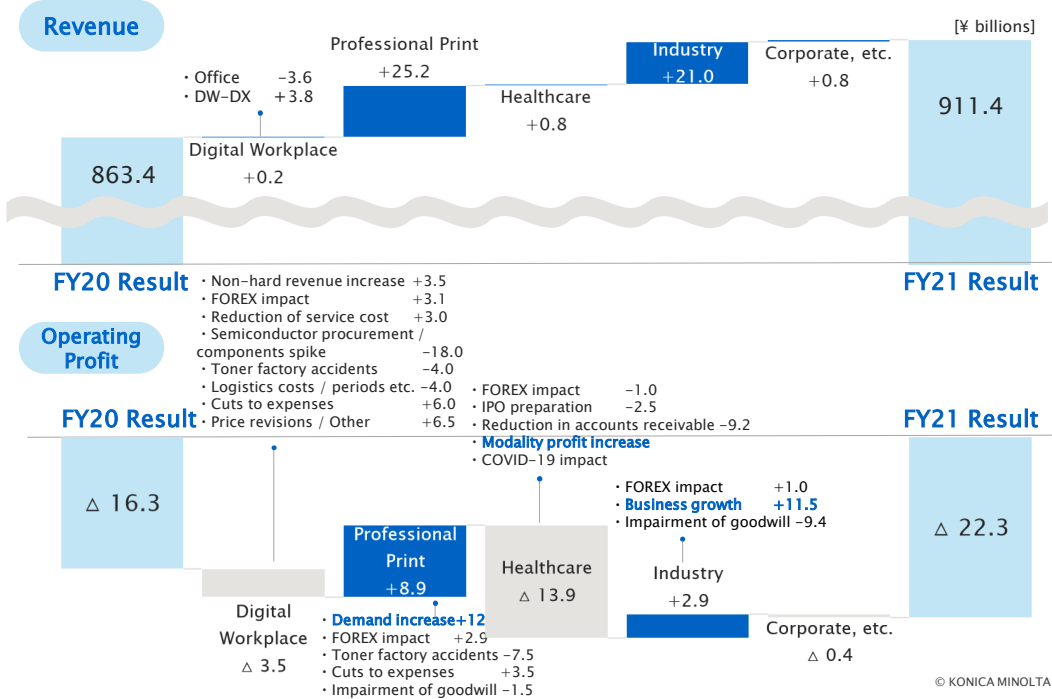 Revenue
[¥ billions]
Professional Print
+25.2
Industry
+21.0
Corporate, etc.
+0.8
・Office -3.6
・DW-DX +3.8
Healthcare
+0.8
911.4
Digital Workplace
+0.2
863.4
FY20 Result
FY21 Result
・Non-hard revenue increase +3.5
・FOREX impact +3.1
・Reduction of service cost +3.0
・Semiconductor procurement /
components spike -18.0
・Toner factory accidents -4.0
・Logistics costs / periods etc. -4.0
・Cuts to expenses +6.0
・Price revisions / Other +6.5
Operating
Profit
FY20 Result
FY21 Result
・FOREX impact -1.0
・IPO preparation -2.5
・Reduction in accounts receivable -9.2
・Modality profit increase
・COVID-19 impact
・FOREX impact +1.0
・Business growth +11.5
・Impairment of goodwill -9.4
△ 16.3
△ 22.3
Professional
Print
+8.9
Healthcare
△ 13.9
Industry
+2.9
Digital
Workplace
△ 3.5
・Demand increase+12
・FOREX impact +2.9
・Toner factory accidents -7.5
・Cuts to expenses +3.5
・Impairment of goodwill -1.5
Corporate, etc.
△ 0.4
© KONICA MINOLTA